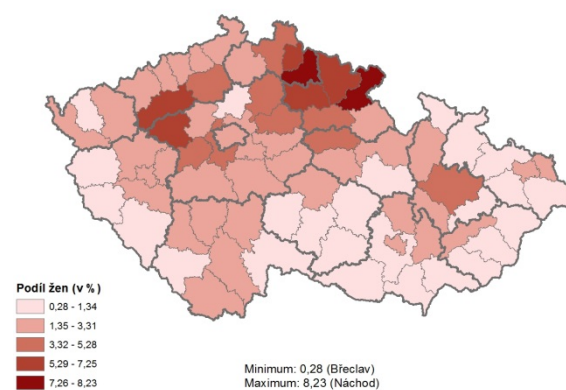 Podíl žen (v %)
0,28 - 1,34
1,35 - 3,31
3,32 - 5,28
5,29 - 7,25
7,26 - 8,23
Minimum: 0,28 (Břeclav)
Maximum: 8,23 (Náchod)